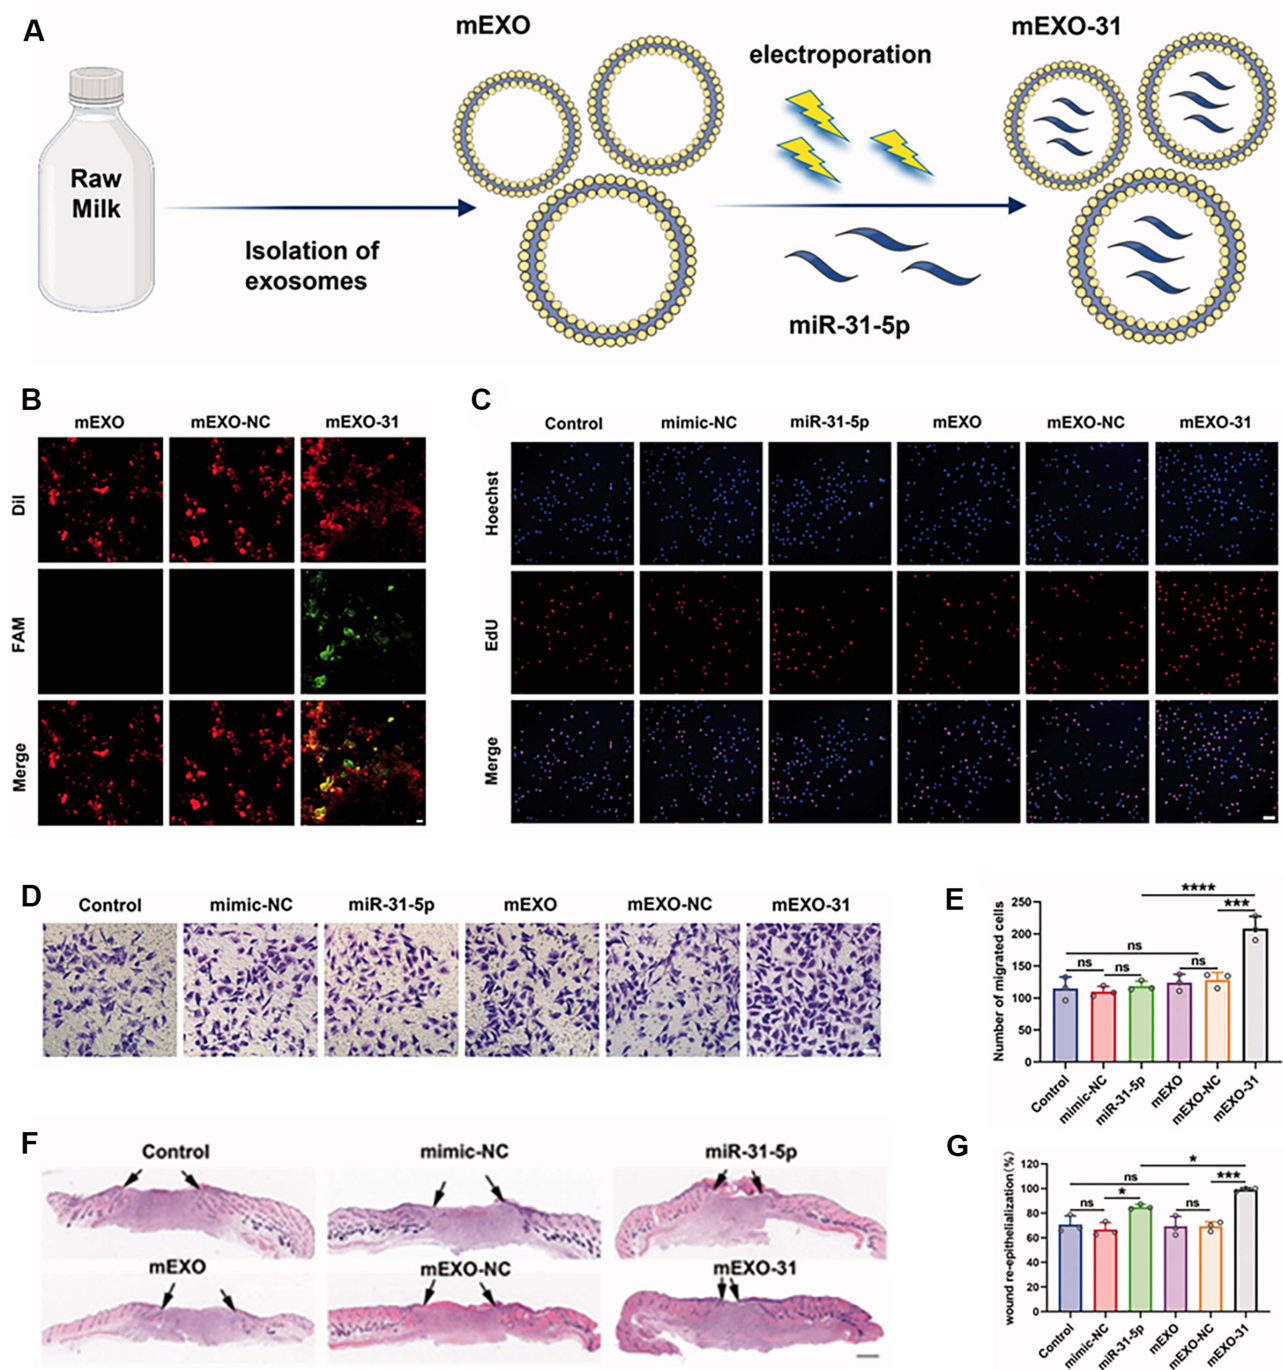 A
mEXO
mEXO-31
electroporation
Raw
Milk
Isolation of
exosomes
miR-31-5p
B
mEXO
mEXO-NC
mEXO-31
DiI
FAM
Merge
C
Control
mimic-NC
miR-31-5p
mEXO
mEXO-NC
mEXO-31
Hoechst
EdU
Merge
D
Control
mimic-NC
miR-31-5p
mEXO
mEXO-NC
mEXO-31
E
Number of migrated cells
250
200
150
100
50
0
ns
ns
ns
ns
****
***
Control
mimic-NC
miR-31-5p
mEXO
mEXO-NC
mEXO-31
F
Control
mimic-NC
miR-31-5p
mEXO
mEXO-NC
mEXO-31
G
wound re-epithelialization(%)
120
100
80
60
40
20
0
ns
*
ns
ns
*
***
Control
mimic-NC
miR-31-5p
mEXO
mEXO-NC
mEXO-31